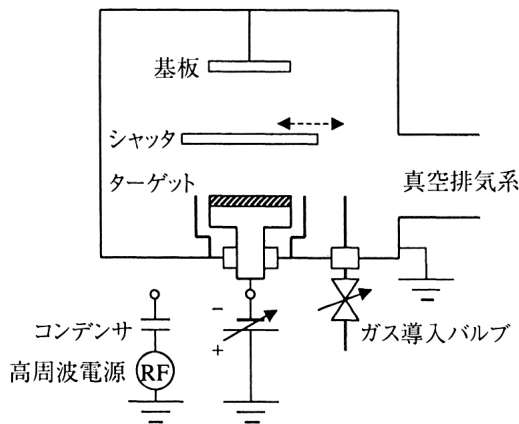 基板
シャッタ
ターゲット
真空排気系
コンデンサ
高周波電源
RF
−
+
ガス導入バルブ